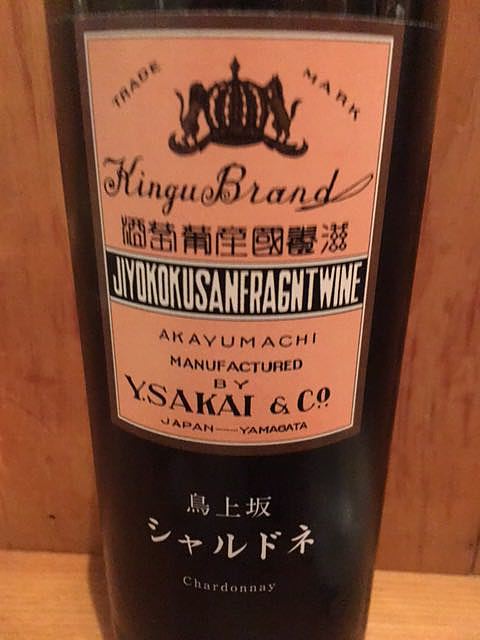 TRADE MARK
Kingu Brand
滋養國産葡萄酒
JIYOKOKUSANFRAGNTWINE
AKAYUMACHI
MANUFACTURED
BY
Y.SAKAI & Co.
JAPAN—YAMAGATA
鳥上坂
シャルドネ
Chardonnay